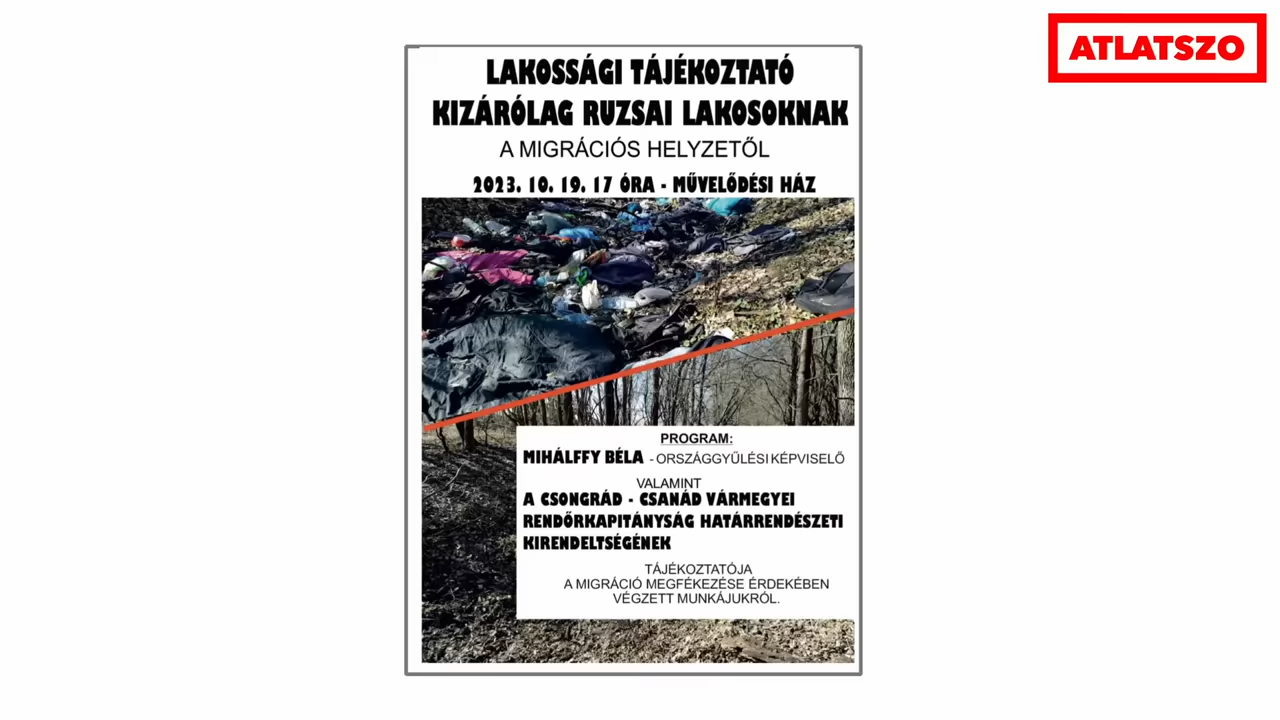 ATLATSZO
LAKOSSÁGI TÁJÉKOZTATÓ
KIZÁRÓLAG RUZSAI LAKOSOKNAK
A MIGRÁCIÓS HELYZETŐL
2023. 10. 19. 17 ÓRA - MŰVELŐDÉSI HÁZ
PROGRAM:
MIHÁLFFY BÉLA - ORSZÁGGYŰLÉSI KÉPVISELŐ
VALAMINT
A CSONGRÁD - CSANÁD VÁRMEGYEI
RENDŐRKAPITÁNYSÁG HATÁRRENDÉSZETI
KIRENDELTSÉGÉNEK
TÁJÉKOZTATÓJA
A MIGRÁCIÓ MEGFÉKEZÉSE ÉRDEKÉBEN
VÉGZETT MUNKÁJUKRÓL.